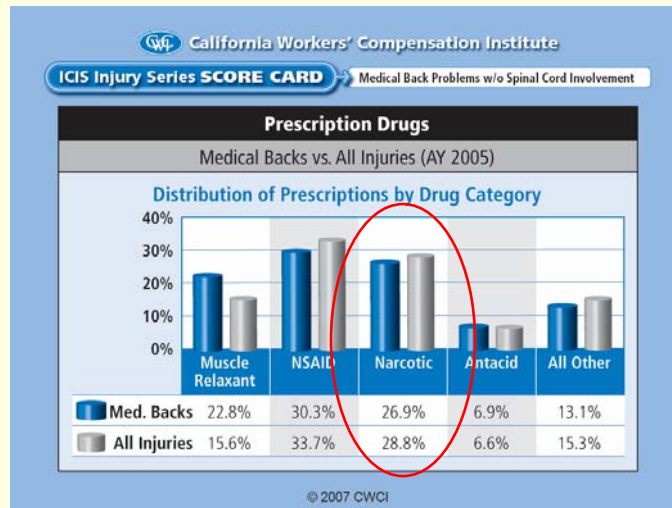 CWCI California Workers' Compensation Institute
ICIS Injury Series SCORE CARD Medical Back Problems w/o Spinal Cord Involvement
Prescription Drugs
Medical Backs vs. All Injuries (AY 2005)
Distribution of Prescriptions by Drug Category
40%
30%
20%
10%
0%
Muscle Relaxant NSAID Narcotic Antacid All Other
Med. Backs 22.8% 30.3% 26.9% 6.9% 13.1%
All Injuries 15.6% 33.7% 28.8% 6.6% 15.3%
© 2007 CWCI